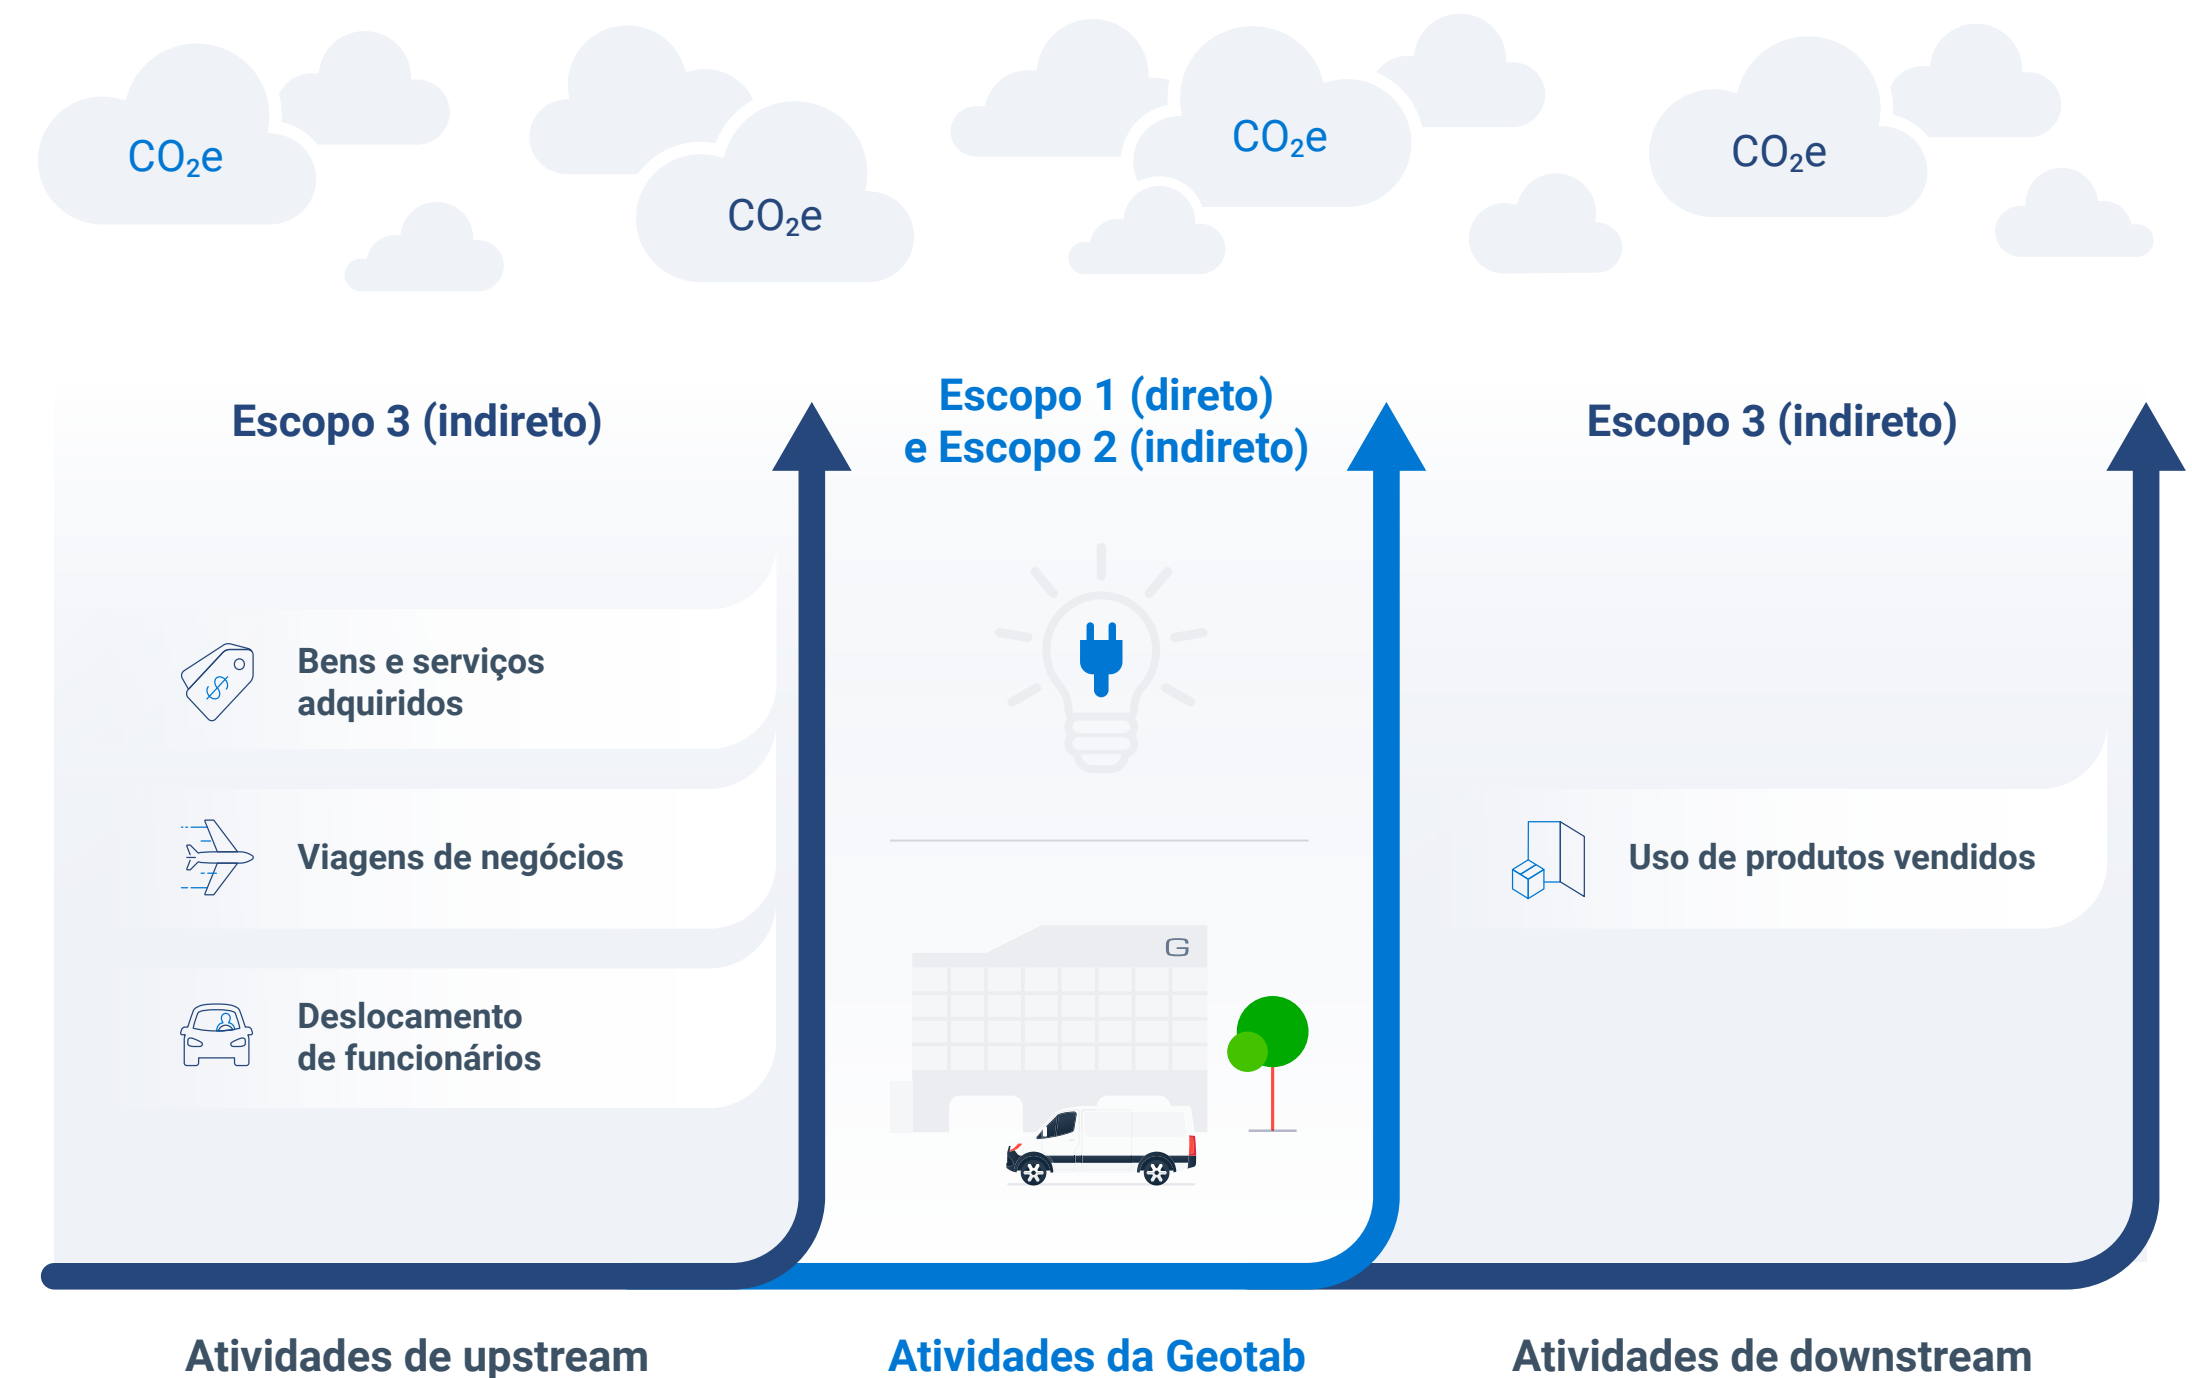 CO₂e
CO₂e
CO₂e
CO₂e
Escopo 3 (indireto)
Bens e serviços
adquiridos
Viagens de negócios
Deslocamento
de funcionários
Atividades de upstream
Escopo 1 (direto)
e Escopo 2 (indireto)
G
Atividades da Geotab
Escopo 3 (indireto)
Uso de produtos vendidos
Atividades de downstream